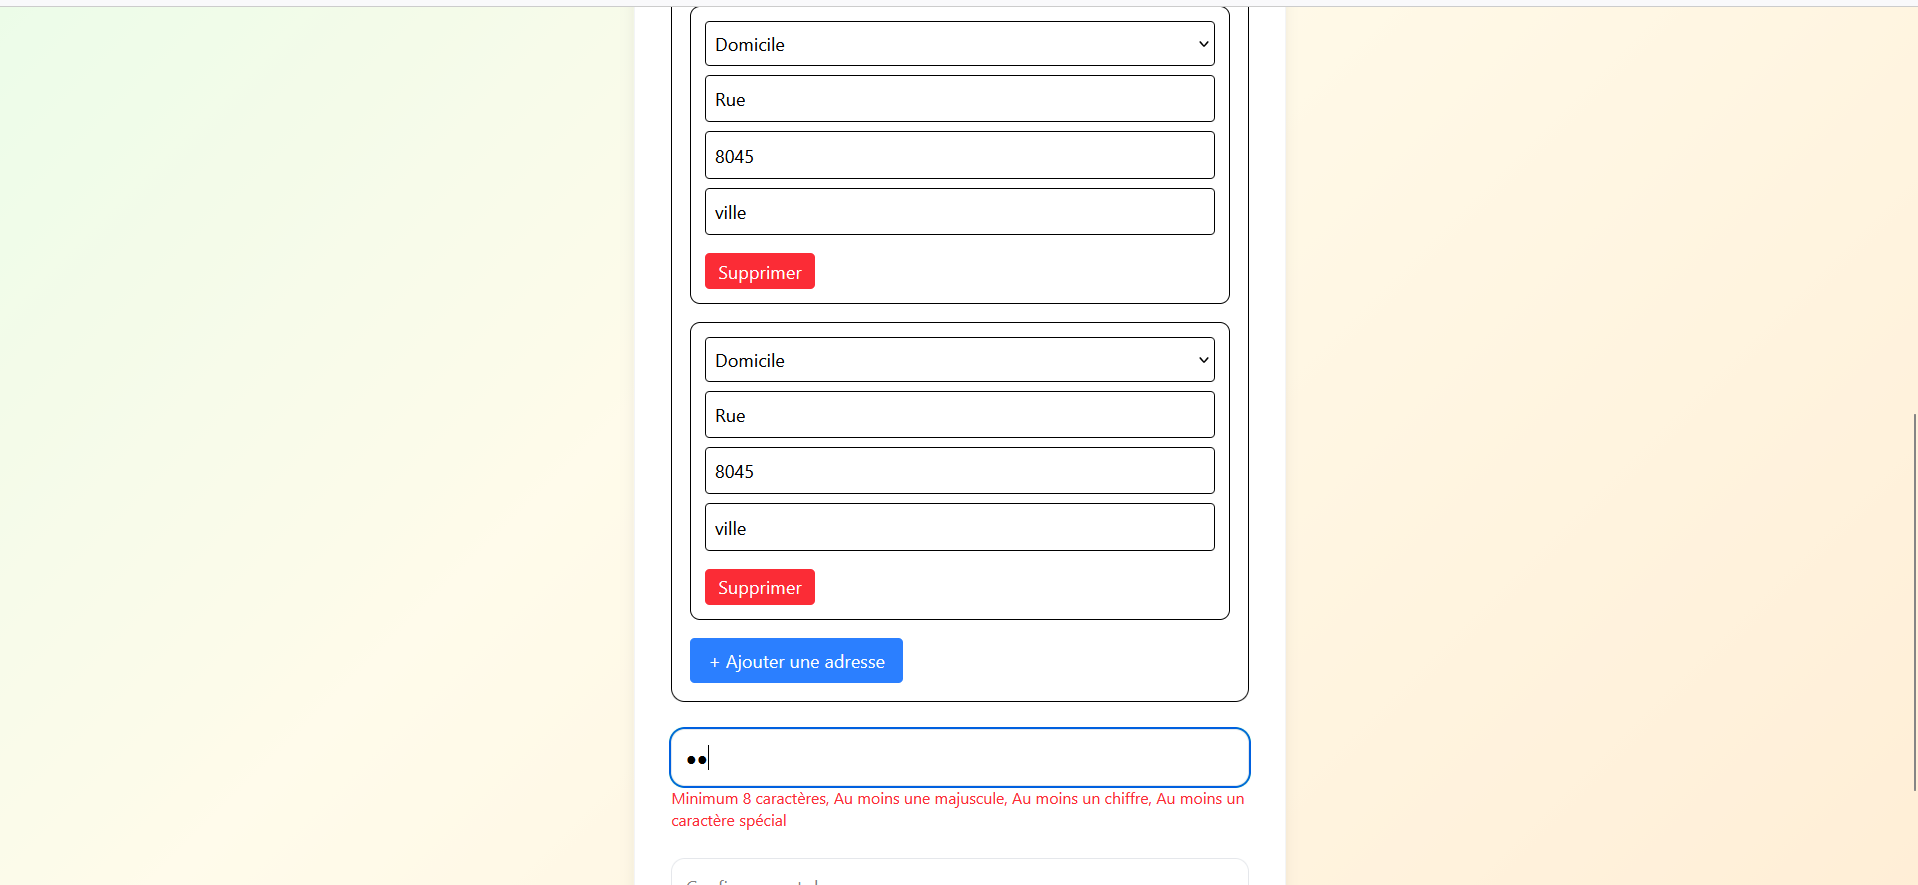 Domicile
Rue
8045
ville
Supprimer
Domicile
Rue
8045
ville
Supprimer
+ Ajouter une adresse
••
Minimum 8 caractères, Au moins une majuscule, Au moins un chiffre, Au moins un
caractère spécial